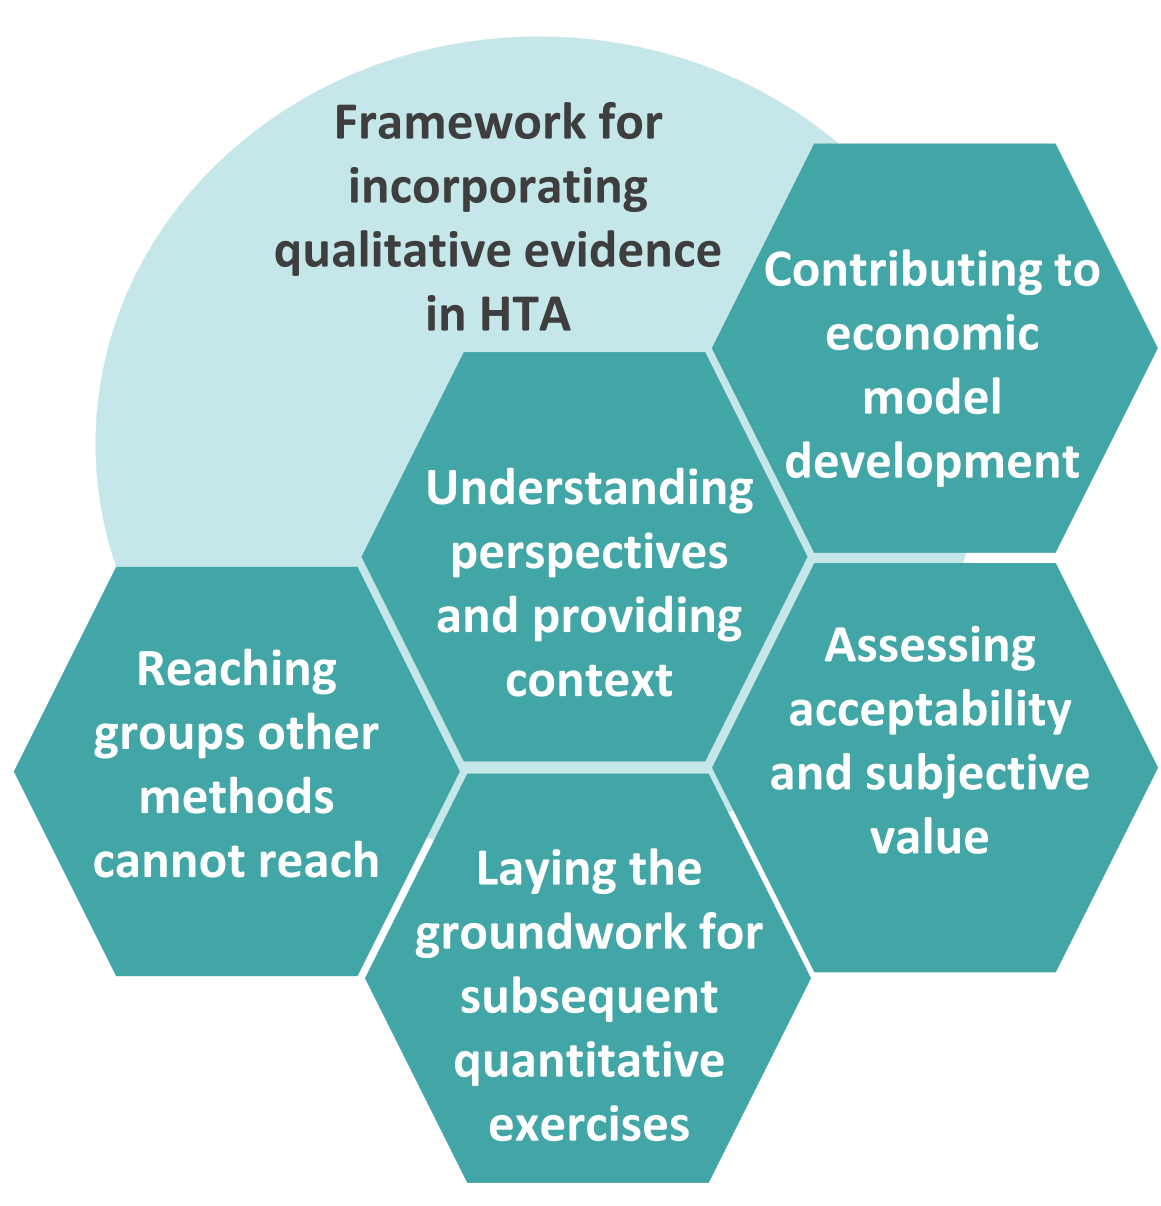 Framework for
incorporating
qualitative evidence
in HTA
Contributing to
economic
model
development
Understanding
perspectives
and providing
context
Assessing
acceptability
and subjective
value
Reaching
groups other
methods
cannot reach
Laying the
groundwork for
subsequent
quantitative
exercises